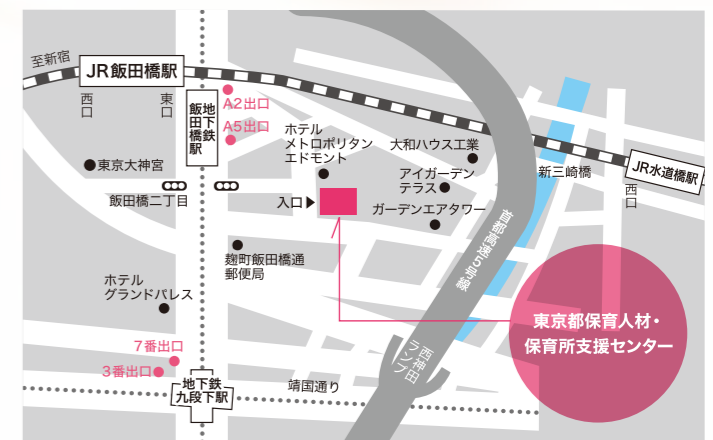 至新宿
JR飯田橋駅
西口
東口
地下鉄
飯田橋駅
A2出口
A5出口
ホテル
メトロポリタン
エドモント
大和ハウス工業
アイガーデン
テラス
新三崎橋
JR水道橋駅
西口
東京大神宮
飯田橋二丁目
入口▶
ガーデンエアタワー
首都高速5号線
麹町飯田橋通
郵便局
ホテル
グランドパレス
東京都保育人材・
保育所支援センター
7番出口
3番出口
西神田
ランプ
地下鉄
九段下駅
靖国通り